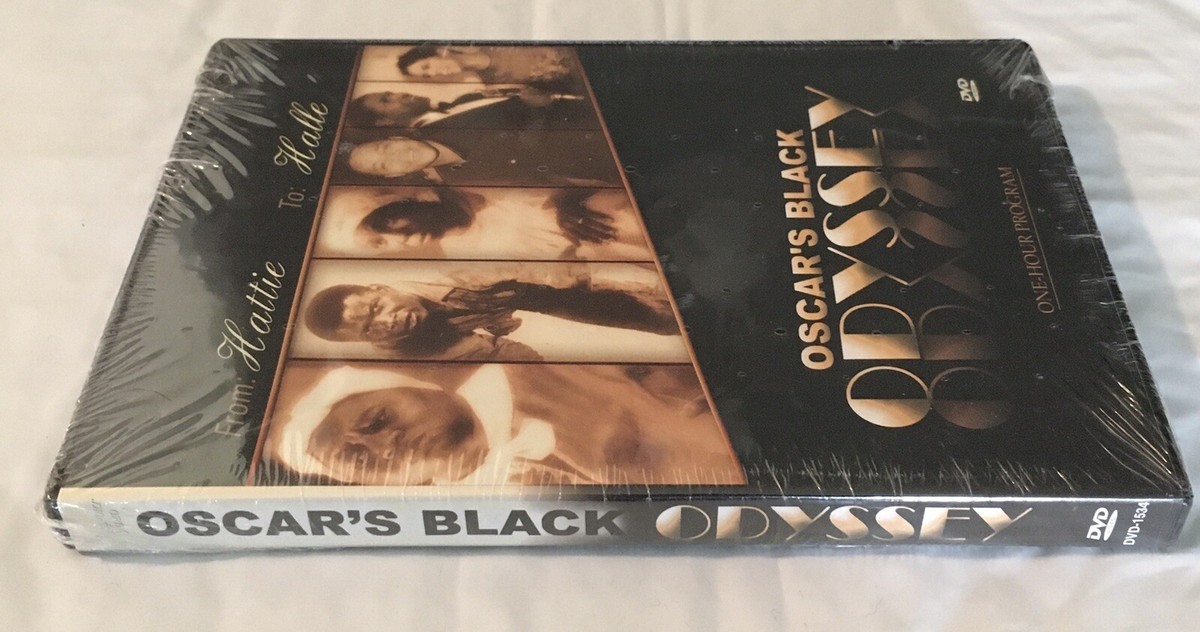 From: Hattie To: Halle
OSCAR'S BLACK
ODYSSEY
ONE-HOUR PROGRAM
DVD
OSCAR'S BLACK ODYSSEY
DVD
DVD-1534